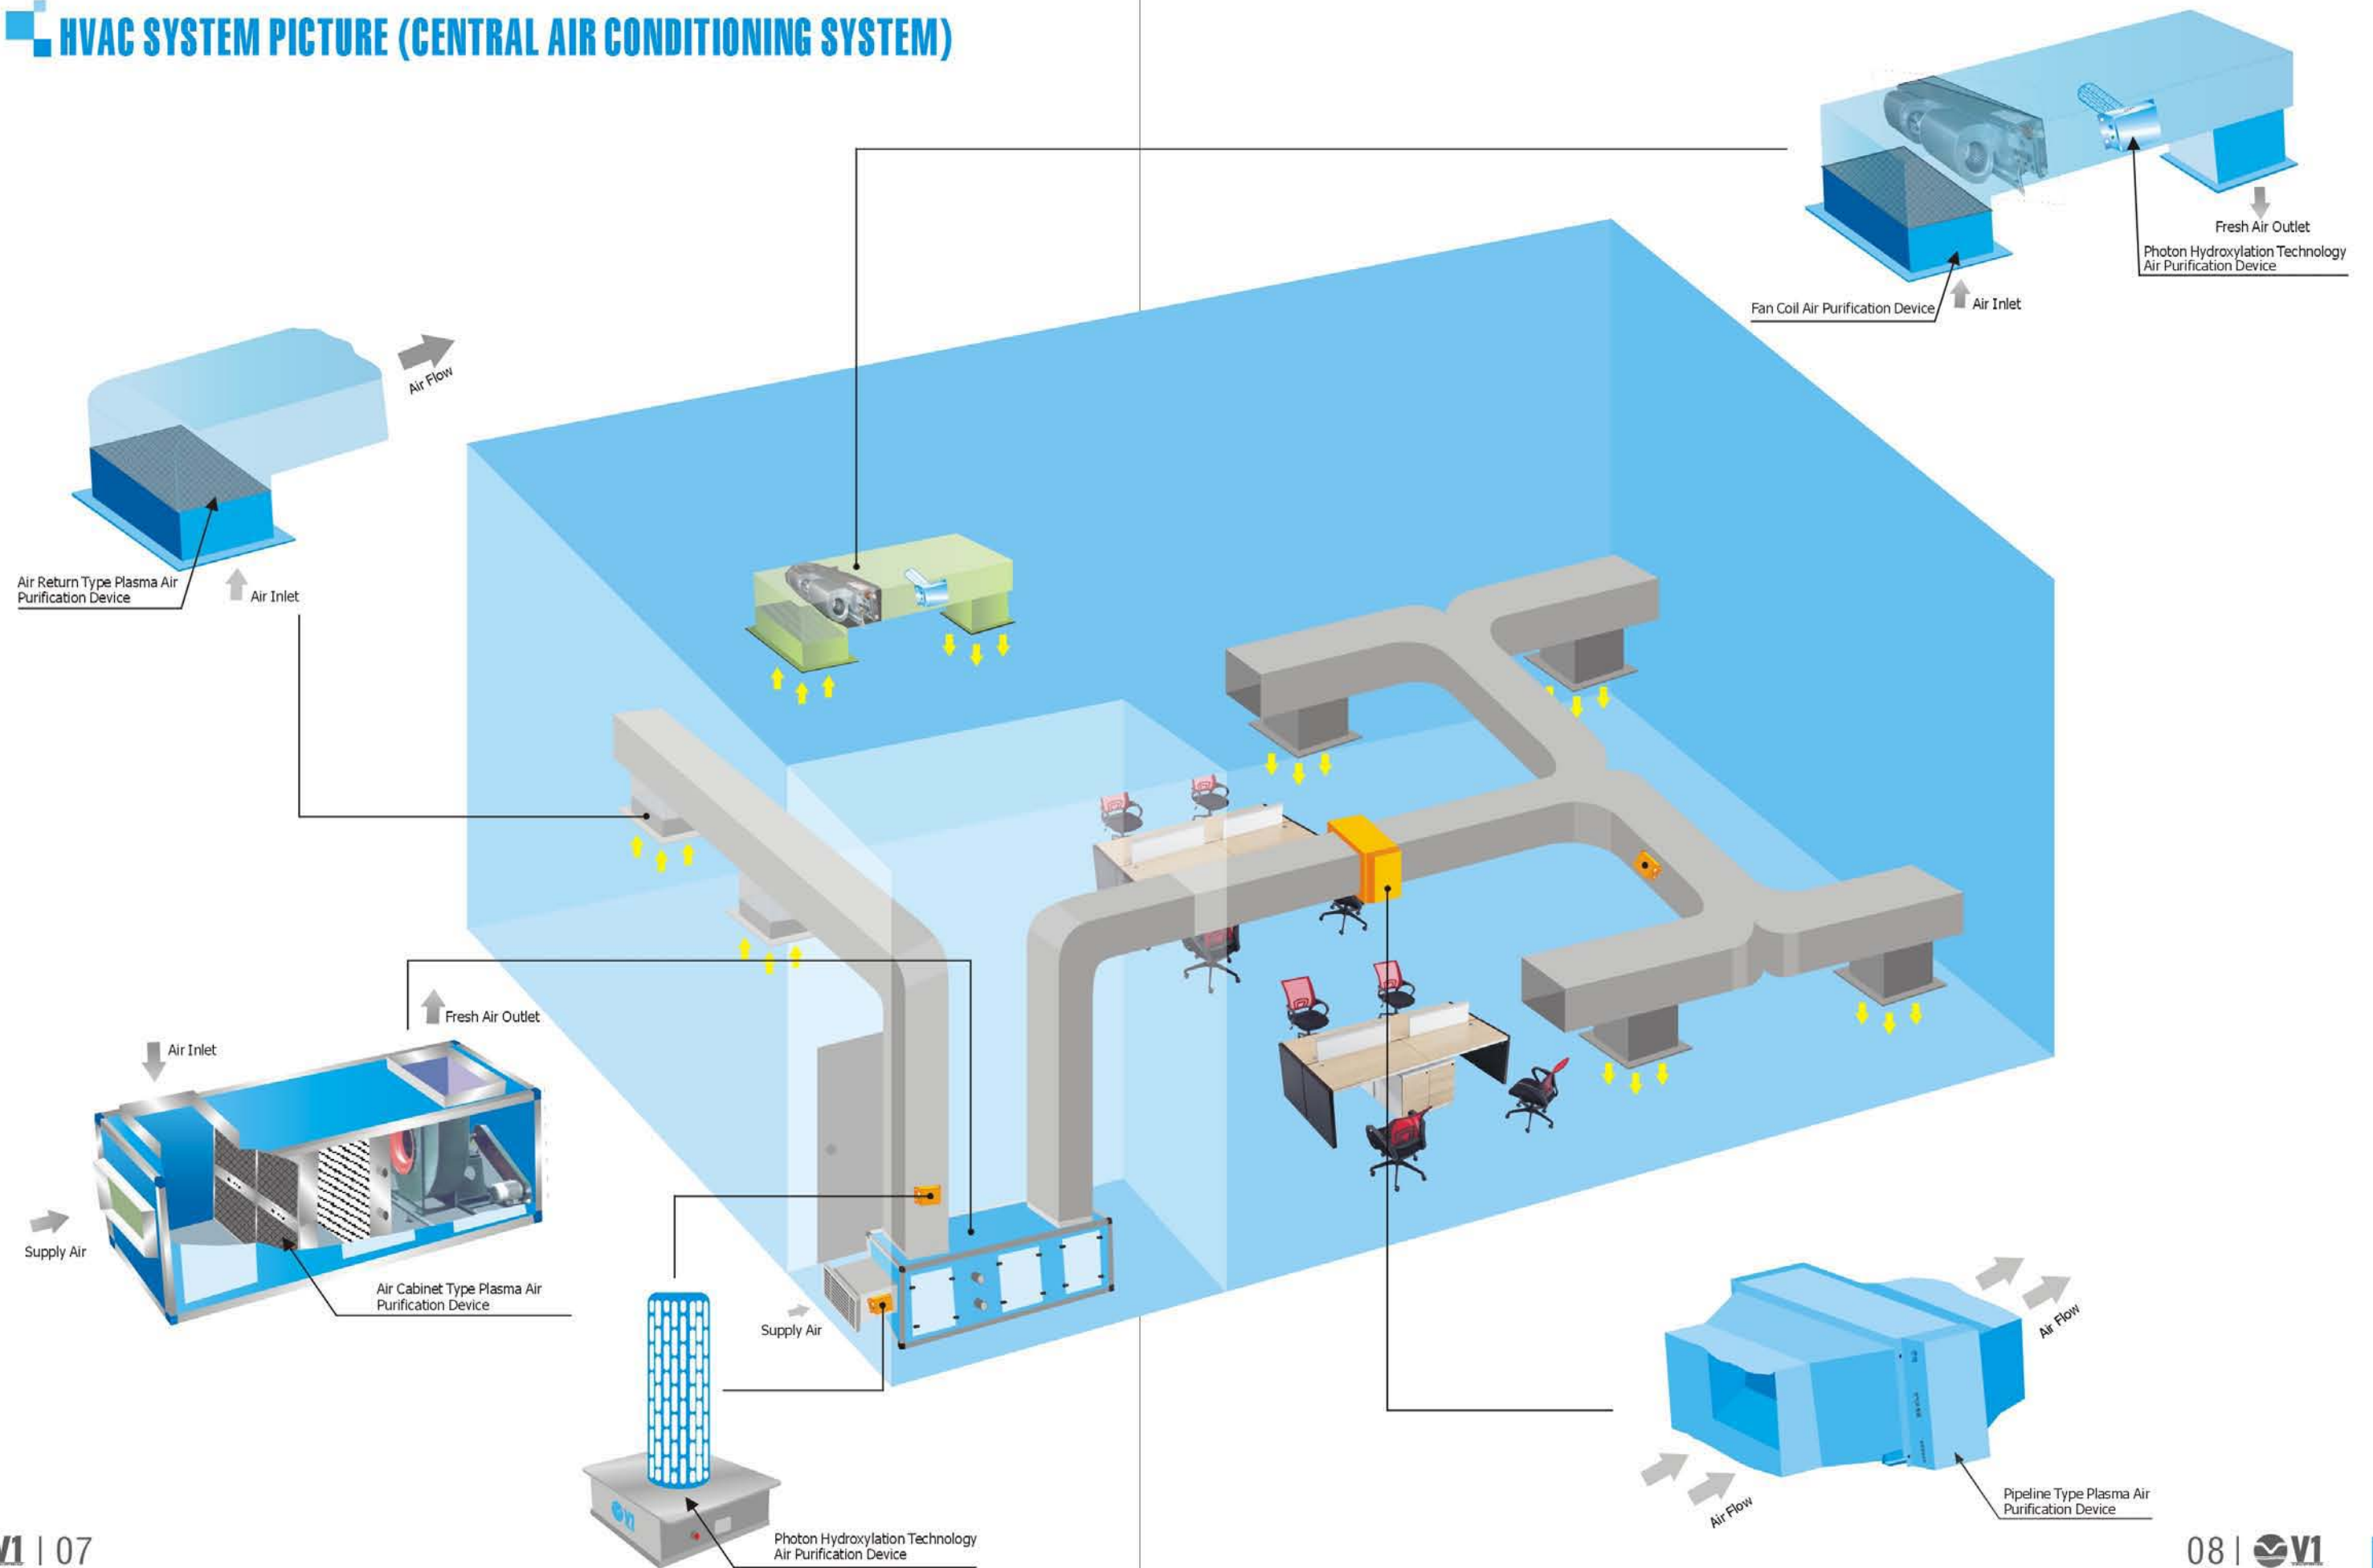 HVAC SYSTEM PICTURE (CENTRAL AIR CONDITIONING SYSTEM)
Fresh Air Outlet
Photon Hydroxylation Technology
Air Purification Device
Fan Coil Air Purification Device
Air Inlet
Air Flow
Air Return Type Plasma Air
Purification Device
Air Inlet
Fresh Air Outlet
Air Inlet
Supply Air
Air Cabinet Type Plasma Air
Purification Device
Supply Air
V1
Photon Hydroxylation Technology
Air Purification Device
Air Flow
Air Flow
Pipeline Type Plasma Air
Purification Device
V1 | 07
08 | V1